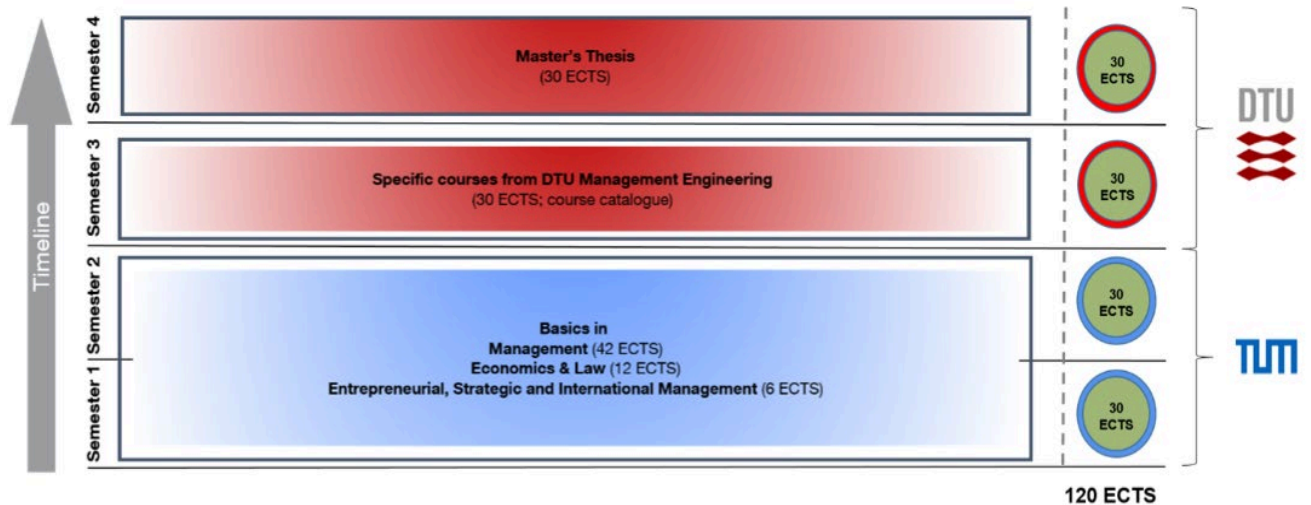 Timeline
Semester 4
Master's Thesis
(30 ECTS)
30
ECTS
DTU
Semester 3
Specific courses from DTU Management Engineering
(30 ECTS; course catalogue)
30
ECTS
Semester 2
Semester 1
Basics in
Management (42 ECTS)
Economics & Law (12 ECTS)
Entrepreneurial, Strategic and International Management (6 ECTS)
30
ECTS
30
ECTS
TUM
120 ECTS